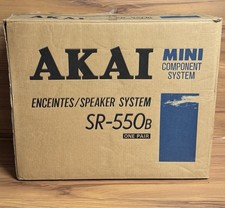 AKAI
MINI
COMPONENT
SYSTEM
ENCEINTES/SPEAKER SYSTEM
SR-550B
ONE PAIR